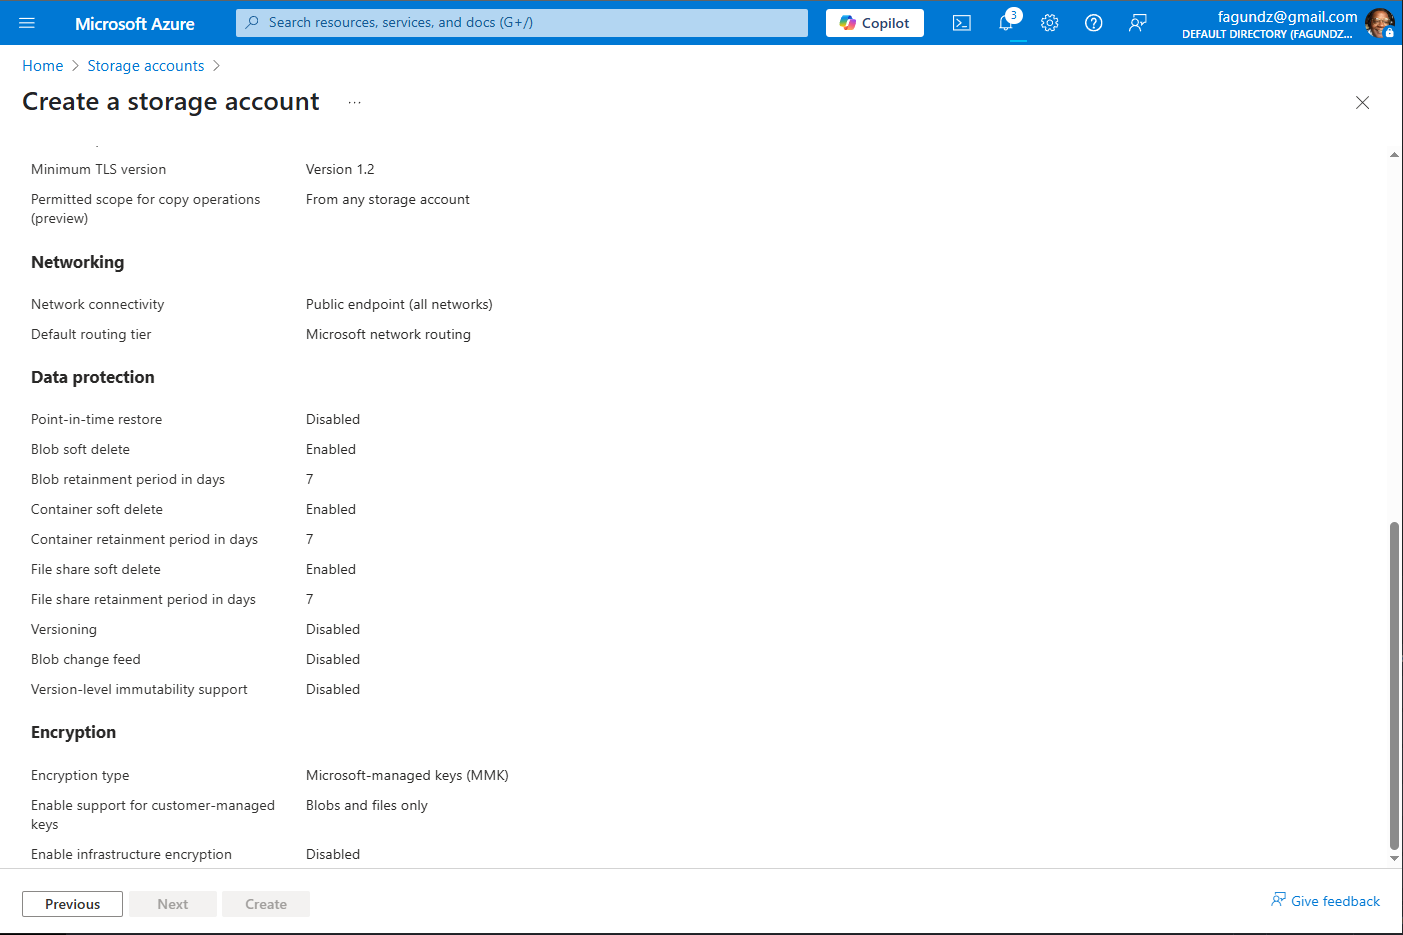 Microsoft Azure
Search resources, services, and docs (G+/)
Copilot
3
fagundz@gmail.com
DEFAULT DIRECTORY (FAGUNDZ...
Home > Storage accounts >
Create a storage account ...
Minimum TLS version Version 1.2
Permitted scope for copy operations From any storage account
(preview)
Networking
Network connectivity Public endpoint (all networks)
Default routing tier Microsoft network routing
Data protection
Point-in-time restore Disabled
Blob soft delete Enabled
Blob retainment period in days 7
Container soft delete Enabled
Container retainment period in days 7
File share soft delete Enabled
File share retainment period in days 7
Versioning Disabled
Blob change feed Disabled
Version-level immutability support Disabled
Encryption
Encryption type Microsoft-managed keys (MMK)
Enable support for customer-managed Blobs and files only
keys
Enable infrastructure encryption Disabled
Previous Next Create
Give feedback